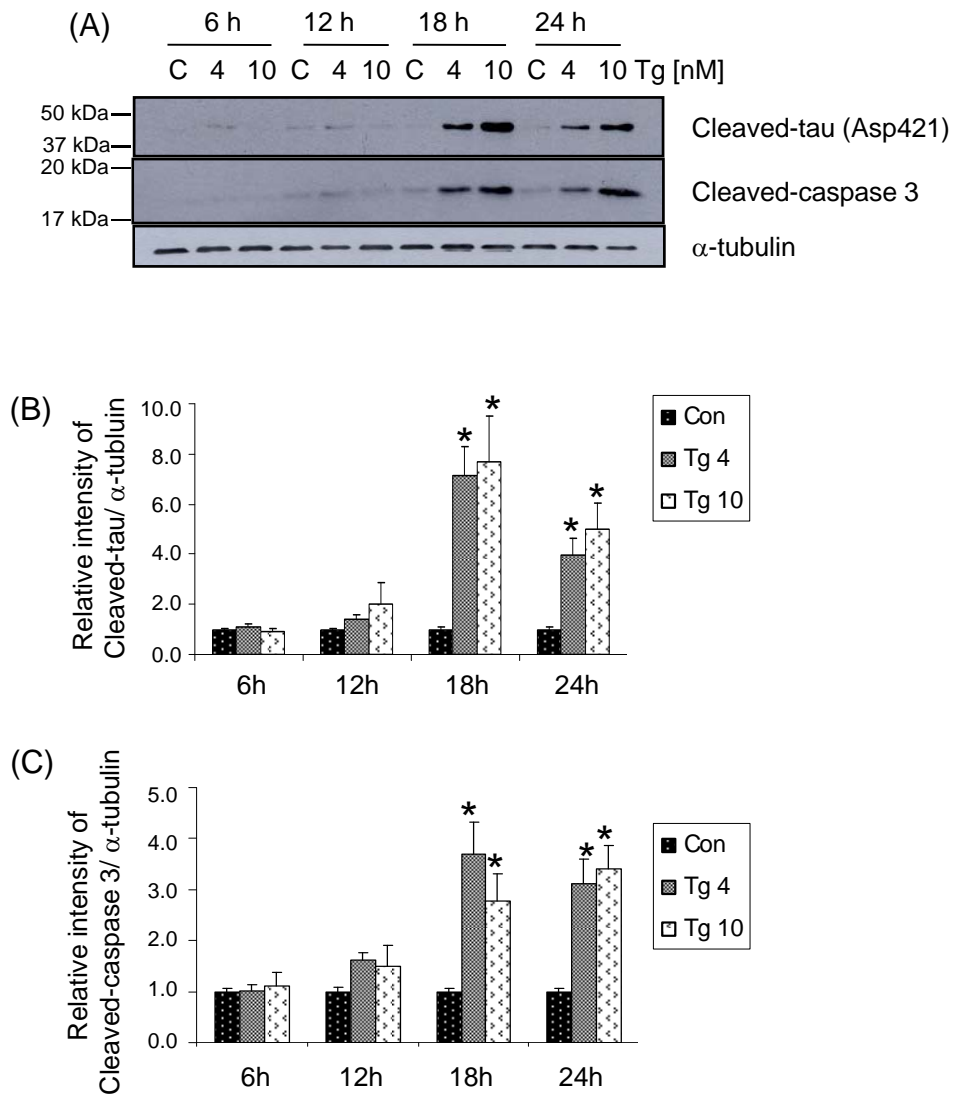 (A)
6 h 12 h 18 h 24 h
C 4 10 C 4 10 C 4 10 C 4 10 Tg [nM]
50 kDa
37 kDa
Cleaved-tau (Asp421)
20 kDa
17 kDa
Cleaved-caspase 3
α-tubulin
(B)
Relative intensity of
Cleaved-tau/ α-tubluin
10.0
8.0
6.0
4.0
2.0
0.0
* * * *
6h 12h 18h 24h
Con
Tg 4
Tg 10
(C)
Relative intensity of
Cleaved-caspase 3/ α-tubulin
5.0
4.0
3.0
2.0
1.0
0.0
* * * *
6h 12h 18h 24h
Con
Tg 4
Tg 10